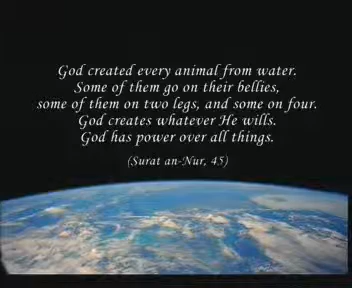 God created every animal from water.
Some of them go on their bellies,
some of them on two legs, and some on four.
God creates whatever He wills.
God has power over all things.
(Surat an-Nur, 45)